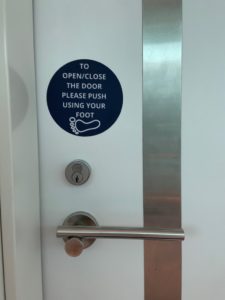 TO
OPEN/CLOSE
THE DOOR
PLEASE PUSH
USING YOUR
FOOT